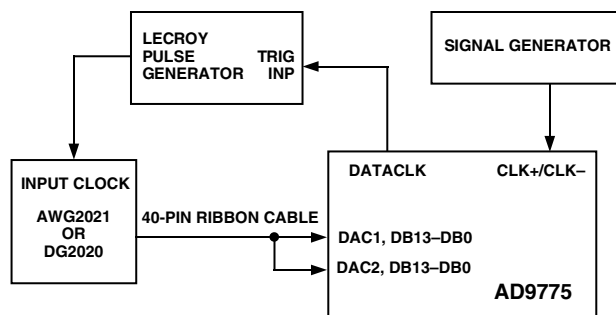 LECROY
PULSE
GENERATOR
TRIG
INP
SIGNAL GENERATOR
INPUT CLOCK
AWG2021
OR
DG2020
40-PIN RIBBON CABLE
DATACLK
CLK+/CLK–
DAC1, DB13–DB0
DAC2, DB13–DB0
AD9775